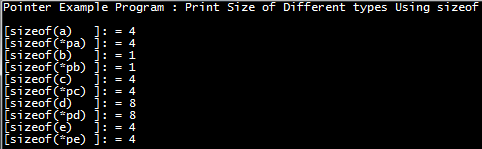 Pointer Example Program : Print Size of Different types Using sizeof
[sizeof(a)   ]: = 4
[sizeof(*pa) ]: = 4
[sizeof(b)   ]: = 1
[sizeof(*pb) ]: = 1
[sizeof(c)   ]: = 4
[sizeof(*pc) ]: = 4
[sizeof(d)   ]: = 8
[sizeof(*pd) ]: = 8
[sizeof(e)   ]: = 4
[sizeof(*pe) ]: = 4